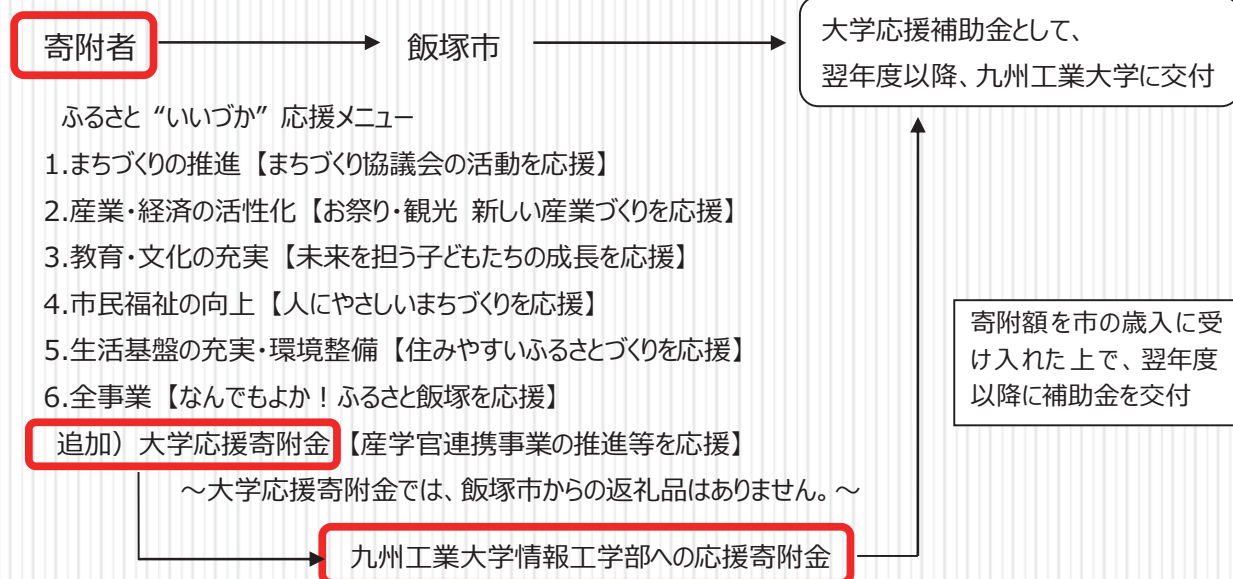 寄附者
飯塚市
大学応援補助金として、
翌年度以降、九州工業大学に交付
ふるさと “いいづか” 応援メニュー
1.まちづくりの推進【まちづくり協議会の活動を応援】
2.産業・経済の活性化【お祭り・観光 新しい産業づくりを応援】
3.教育・文化の充実【未来を担う子どもたちの成長を応援】
4.市民福祉の向上【人にやさしいまちづくりを応援】
5.生活基盤の充実・環境整備【住みやすいふるさとづくりを応援】
6.全事業【なんでもよか！ふるさと飯塚を応援】
追加）大学応援寄附金【産学官連携事業の推進等を応援】
～大学応援寄附金では、飯塚市からの返礼品はありません。～
九州工業大学情報工学部への応援寄附金
寄附額を市の歳入に受
け入れた上で、翌年度
以降に補助金を交付